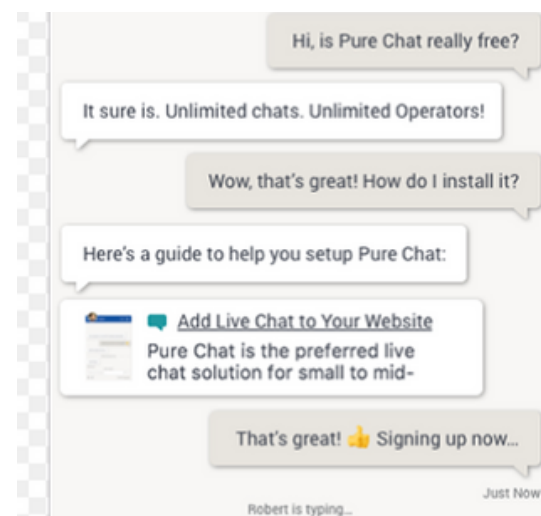 Hi, is Pure Chat really free?
It sure is. Unlimited chats. Unlimited Operators!
Wow, that's great! How do I install it?
Here's a guide to help you setup Pure Chat:
Add Live Chat to Your Website
Pure Chat is the preferred live
chat solution for small to mid-
That's great! 👍 Signing up now...
Just Now
Robert is typing...